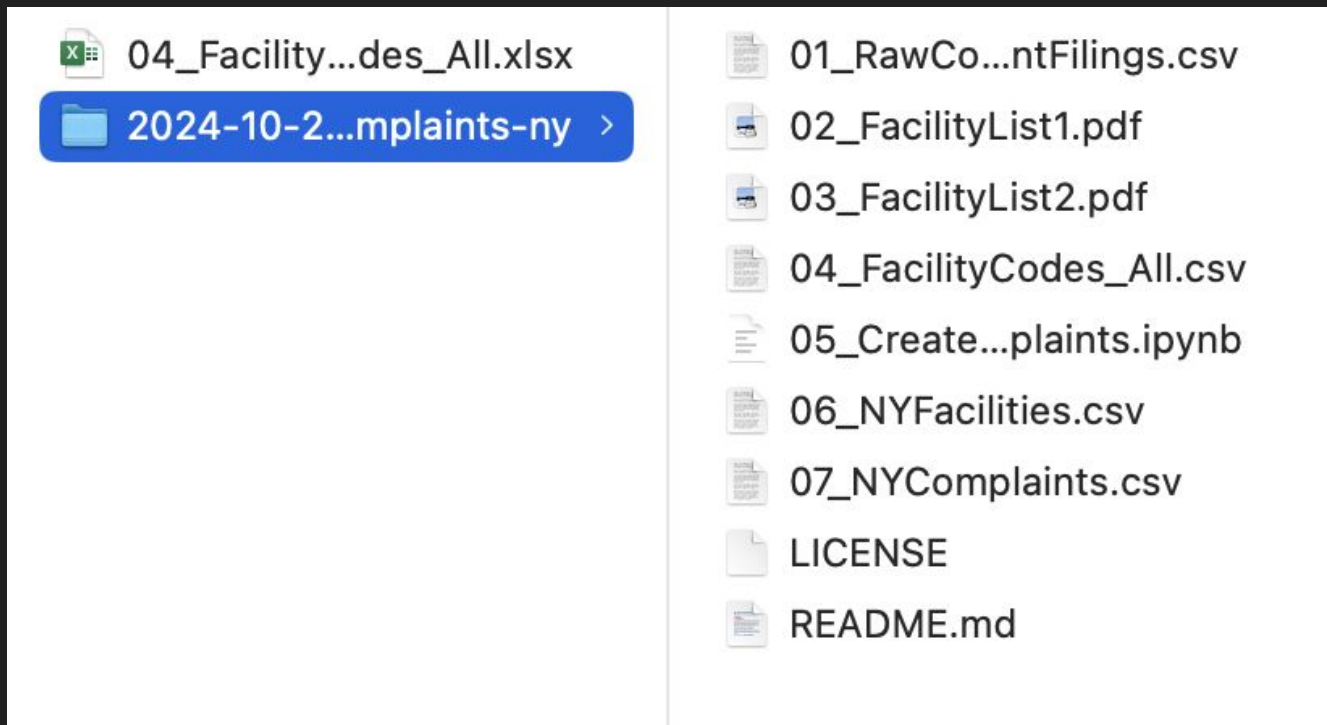 04_Facility...des_All.xlsx
2024-10-2...mplaints-ny
01_RawCo...ntFilings.csv
02_FacilityList1.pdf
03_FacilityList2.pdf
04_FacilityCodes_All.csv
05_Create...plaints.ipynb
06_NYFacilities.csv
07_NYComplaints.csv
LICENSE
README.md